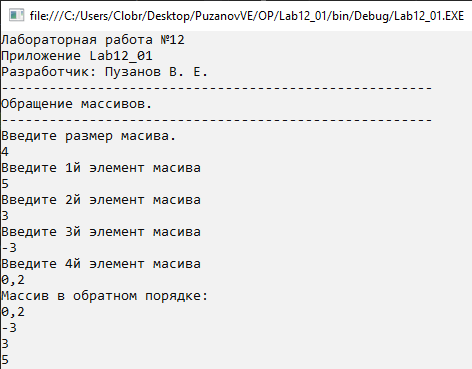 file:///C:/Users/Clobr/Desktop/PuzanovVE/OP/Lab12_01/bin/Debug/Lab12_01.EXE
Лабораторная работа №12
Приложение Lab12_01
Разработчик: Пузанов В. Е.
------------------------------------------------------
Обращение массивов.
------------------------------------------------------
Введите размер масива.
4
Введите 1й элемент масива
5
Введите 2й элемент масива
3
Введите 3й элемент масива
-3
Введите 4й элемент масива
0,2
Массив в обратном порядке:
0,2
-3
3
5